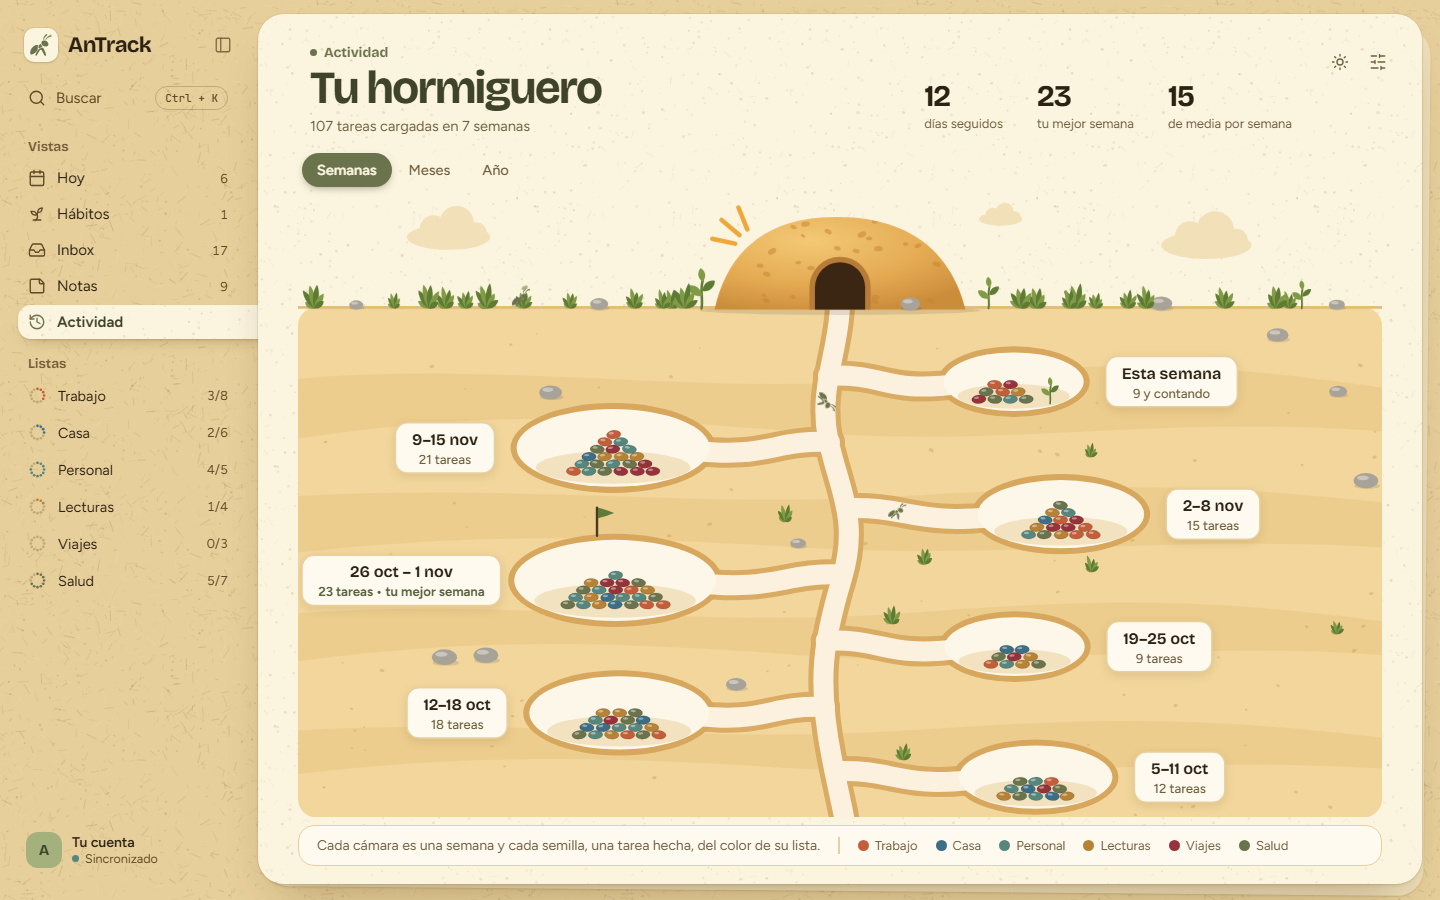 AnTrack
Buscar
Ctrl + K
Vistas
Hoy 6
Hábitos 1
Inbox 17
Notas 9
Actividad
Listas
Trabajo 3/8
Casa 2/6
Personal 4/5
Lecturas 1/4
Viajes 0/3
Salud 5/7
A
Tu cuenta
Sincronizado
Actividad
Tu hormiguero
107 tareas cargadas en 7 semanas
12
días seguidos
23
tu mejor semana
15
de media por semana
Semanas Meses Año
Esta semana
9 y contando
9–15 nov
21 tareas
2–8 nov
15 tareas
26 oct – 1 nov
23 tareas • tu mejor semana
19–25 oct
9 tareas
12–18 oct
18 tareas
5–11 oct
12 tareas
Cada cámara es una semana y cada semilla, una tarea hecha, del color de su lista.
Trabajo Casa Personal Lecturas Viajes Salud